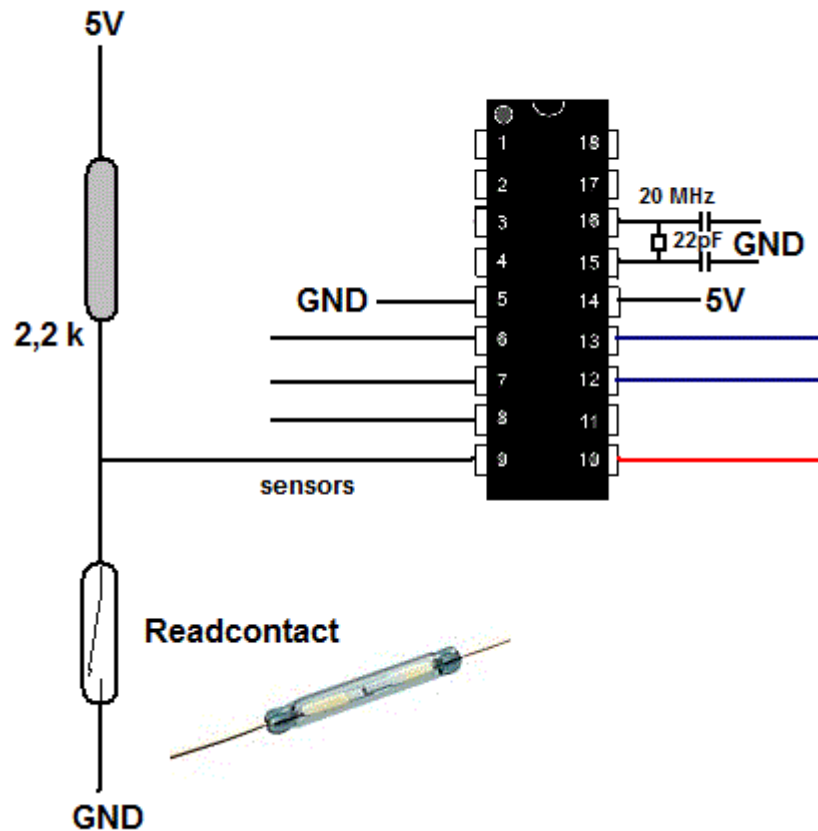 5V
1 18
2 17
20 MHz
3 16
22pF GND
4 15
GND 5 14 5V
2,2 k
6 13
7 12
8 11
9 10
sensors
Readcontact
GND